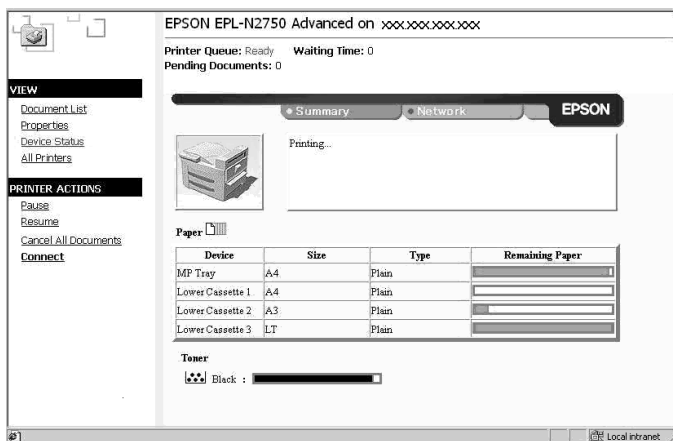 EPSON EPL-N2750 Advanced on xxx.xxx.xxx.xxx
Printer Queue: Ready Waiting Time: 0
Pending Documents: 0
VIEW
Document List
Properties
Device Status
All Printers
PRINTER ACTIONS
Pause
Resume
Cancel All Documents
Connect
Summary Network EPSON
Printing...
Paper
Device Size Type Remaining Paper
MP Tray A4 Plain
Lower Cassette 1 A4 Plain
Lower Cassette 2 A3 Plain
Lower Cassette 3 LT Plain
Toner
Black :
Local intranet